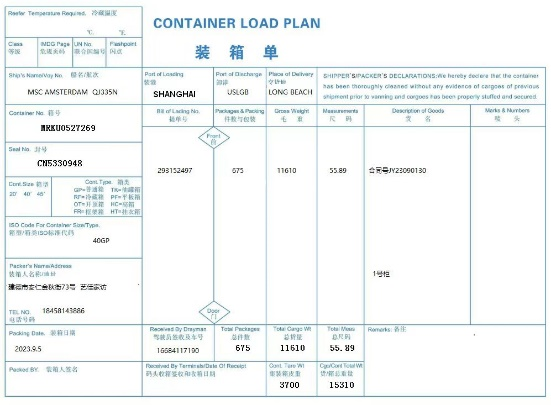 Reefer Temperature Required. 冷藏温度
℃ ℉
CONTAINER LOAD PLAN
装 箱 单
Class IMDG Page UN No. Flashpoint
等级 危规页码 联合国编号 闪点
Ship's Name/Voy No. 船名/航次
MSC AMSTERDAM QJ335N
Port of Loading
装港
SHANGHAI
Port of Discharge
卸港
USLGB
Place of Delivery
交货地
LONG BEACH
SHIPPER'S/PACKER'S DECLARATIONS:We hereby declare that the container
has been thoroughly cleaned without any evidence of cargoes of previous
shipment prior to vanning and cargoes has been properly stuffed and secured.
Container No. 箱号
MRKU0527269
Bill of Lading No.
提单号
Packages & Packing
件数与包装
Gross Weight
毛 重
Measurements
尺 码
Description of Goods
货 名
Marks & Numbers
唛 头
Front
前
Seal No. 封号
CN5330948
293152497 675 11610 55.89 合同号JY23090130
Cont.Size 箱型
20' 40' 45'
Cont.Type. 箱类
GP=普通箱 TK=油罐箱
RF=冷藏箱 PF=平板箱
OT=开顶箱 HC=高箱
FR=框架箱 HT=挂衣箱
ISO Code For Container Size/Type.
箱型/箱类ISO标准代码
40GP
Packer's Name/Address
装箱人名称/地址
1号柜
建德市麦仁会秋街73号 艺恒家访
TEL NO. 18458143886
电话号码
Door
门
Packing Date. 装箱日期
2023.9.5
Received By Drayman
驾驶员签收及车号
16684117190
Total Packages
总件数
675
Total Cargo Wt
总货重
11610
Total Meas
总尺码
55.89
Remarks: 备注
Packed BY. 装箱人签名
Received By Terminals/Date Of Receipt
码头收箱签收和收箱日期
Cont. Tare Wt
集装箱皮重
3700
Cgo/Cont Total Wt
货/箱总重量
15310